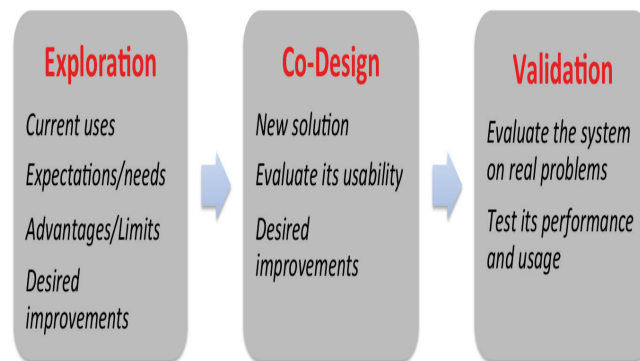 Exploration
Current uses
Expectations/needs
Advantages/Limits
Desired
improvements
Co-Design
New solution
Evaluate its usability
Desired
improvements
Validation
Evaluate the system
on real problems
Test its performance
and usage